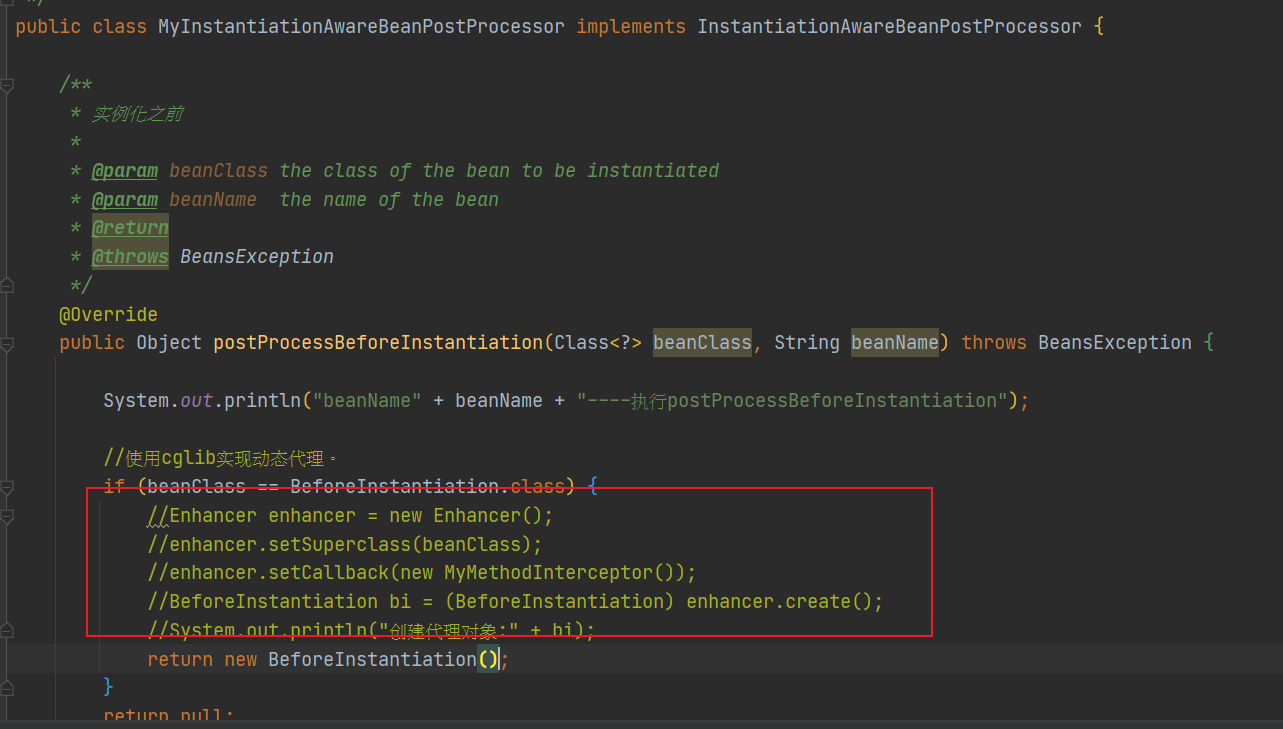 */
public class MyInstantiationAwareBeanPostProcessor implements InstantiationAwareBeanPostProcessor {
/**
* 实例化之前
*
* @param beanClass the class of the bean to be instantiated
* @param beanName  the name of the bean
* @return
* @throws BeansException
*/
@Override
public Object postProcessBeforeInstantiation(Class<?> beanClass, String beanName) throws BeansException {
System.out.println("beanName" + beanName + "----执行postProcessBeforeInstantiation");
//使用cglib实现动态代理。
if (beanClass == BeforeInstantiation.class) {
//Enhancer enhancer = new Enhancer();
//enhancer.setSuperclass(beanClass);
//enhancer.setCallback(new MyMethodInterceptor());
//BeforeInstantiation bi = (BeforeInstantiation) enhancer.create();
//System.out.println("创建代理对象:" + bi);
return new BeforeInstantiation();
}
return null;